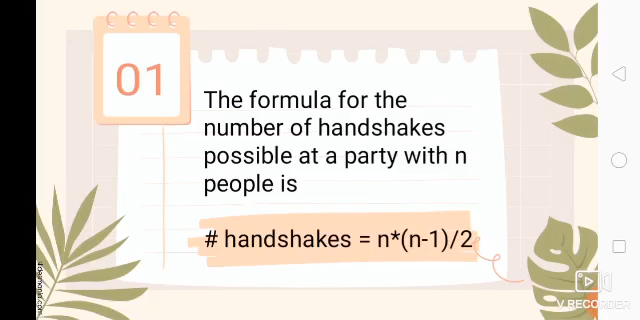 01
The formula for the
number of handshakes
possible at a party with n
people is
# handshakes = n*(n-1)/2
V RECORDER